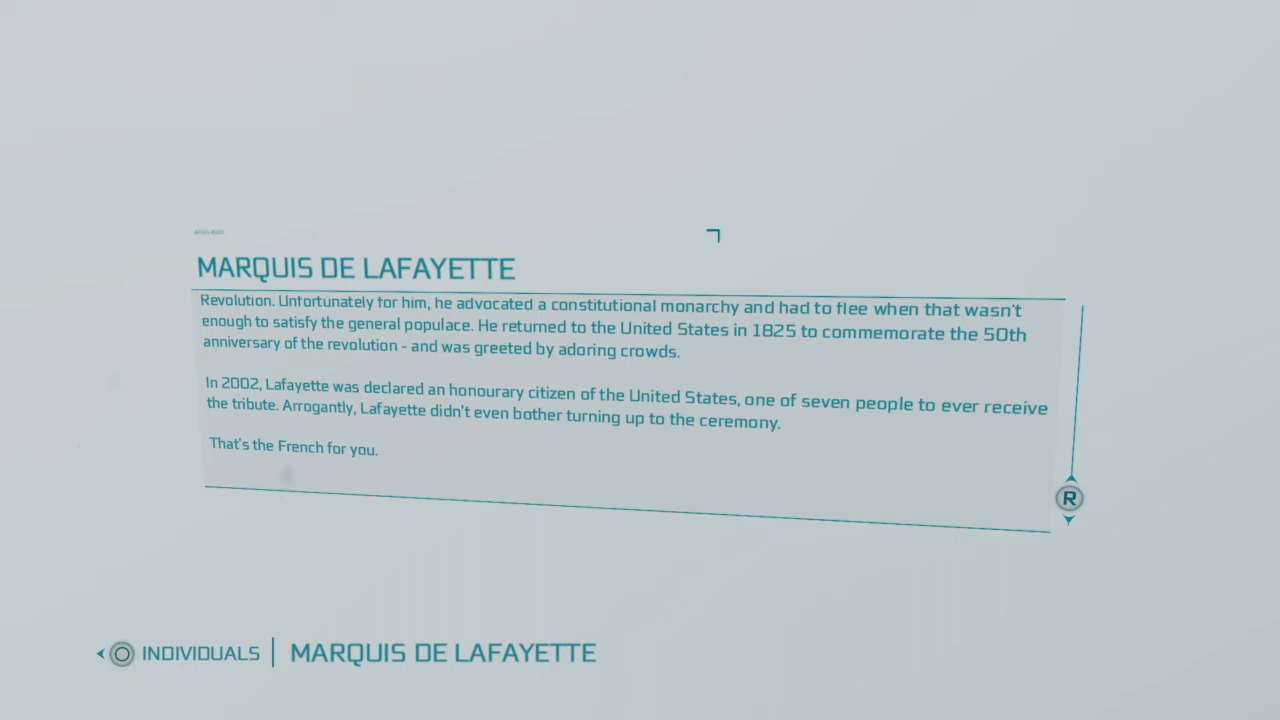 MARQUIS DE LAFAYETTE
Revolution. Unfortunately for him, he advocated a constitutional monarchy and had to flee when that wasn't
enough to satisfy the general populace. He returned to the United States in 1825 to commemorate the 50th
anniversary of the revolution - and was greeted by adoring crowds.
In 2002, Lafayette was declared an honourary citizen of the United States, one of seven people to ever receive
the tribute. Arrogantly, Lafayette didn't even bother turning up to the ceremony.
That's the French for you.
R
INDIVIDUALS
MARQUIS DE LAFAYETTE